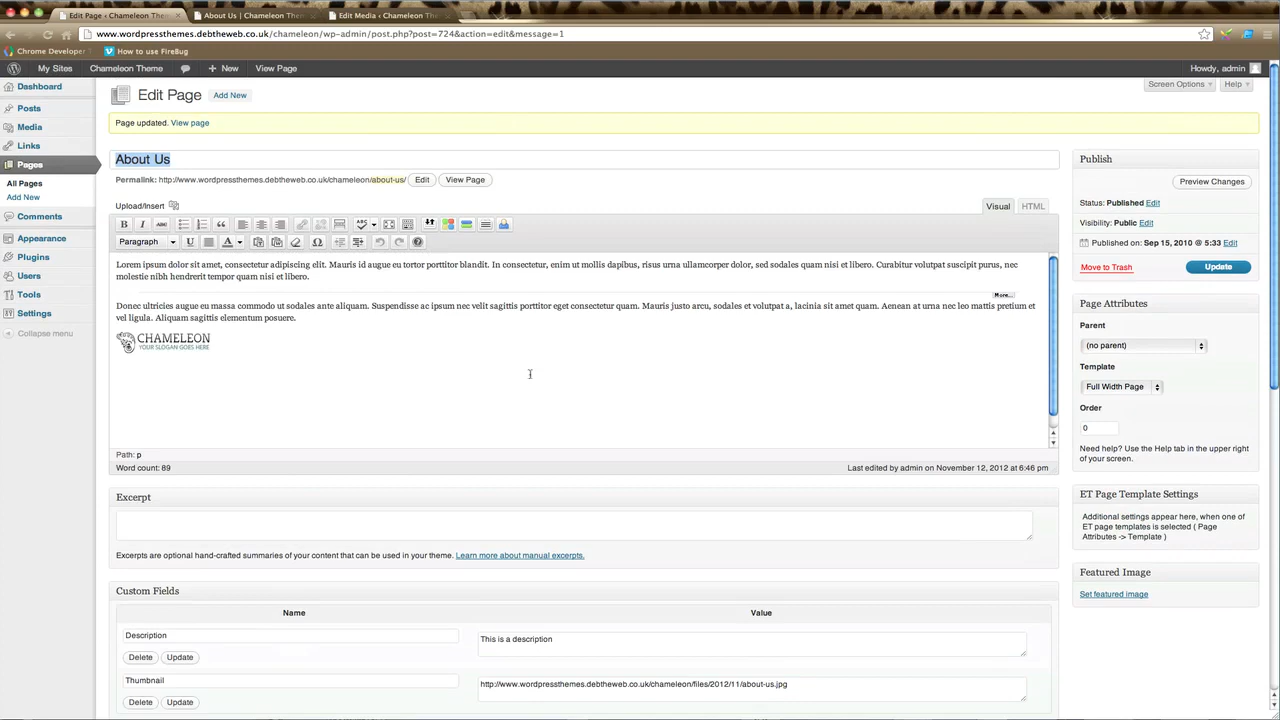 Edit Page ‹ Chameleon Them
About Us | Chameleon Them
Edit Media ‹ Chameleon The
www.wordpressthemes.debtheweb.co.uk/chameleon/wp-admin/post.php?post=724&action=edit&message=1
Chrome Developer
How to use FireBug
My Sites
Chameleon Theme
+ New
View Page
Howdy, admin
Dashboard
Posts
Media
Links
Pages
All Pages
Add New
Comments
Appearance
Plugins
Users
Tools
Settings
Collapse menu
Edit Page
Add New
Screen Options
Help
Page updated. View page
About Us
Permalink: http://www.wordpressthemes.debtheweb.co.uk/chameleon/about-us/ Edit View Page
Upload/Insert
Visual
HTML
B I ABC
Paragraph U A
Lorem ipsum dolor sit amet, consectetur adipiscing elit. Mauris id augue eu tortor porttitor blandit. In consectetur, enim ut mollis dapibus, risus urna ullamcorper dolor, sed sodales quam nisi et libero. Curabitur volutpat suscipit purus, nec
molestie nibh hendrerit tempor quam nisi et libero.
More...
Donec ultricies augue eu massa commodo ut sodales ante aliquam. Suspendisse ac ipsum nec velit sagittis porttitor eget consectetur quam. Mauris justo arcu, sodales et volutpat a, lacinia sit amet quam. Aenean at urna nec leo mattis pretium et
vel ligula. Aliquam sagittis elementum posuere.
CHAMELEON
YOUR SLOGAN GOES HERE
Path: p
Word count: 89
Last edited by admin on November 12, 2012 at 6:46 pm
Excerpt
Excerpts are optional hand-crafted summaries of your content that can be used in your theme. Learn more about manual excerpts.
Custom Fields
Name
Value
Description
This is a description
Delete
Update
Thumbnail
http://www.wordpressthemes.debtheweb.co.uk/chameleon/files/2012/11/about-us.jpg
Delete
Update
Publish
Preview Changes
Status: Published Edit
Visibility: Public Edit
Published on: Sep 15, 2010 @ 5:33 Edit
Move to Trash
Update
Page Attributes
Parent
(no parent)
Template
Full Width Page
Order
0
Need help? Use the Help tab in the upper right
of your screen.
ET Page Template Settings
Additional settings appear here, when one of
ET page templates is selected ( Page
Attributes -> Template )
Featured Image
Set featured image